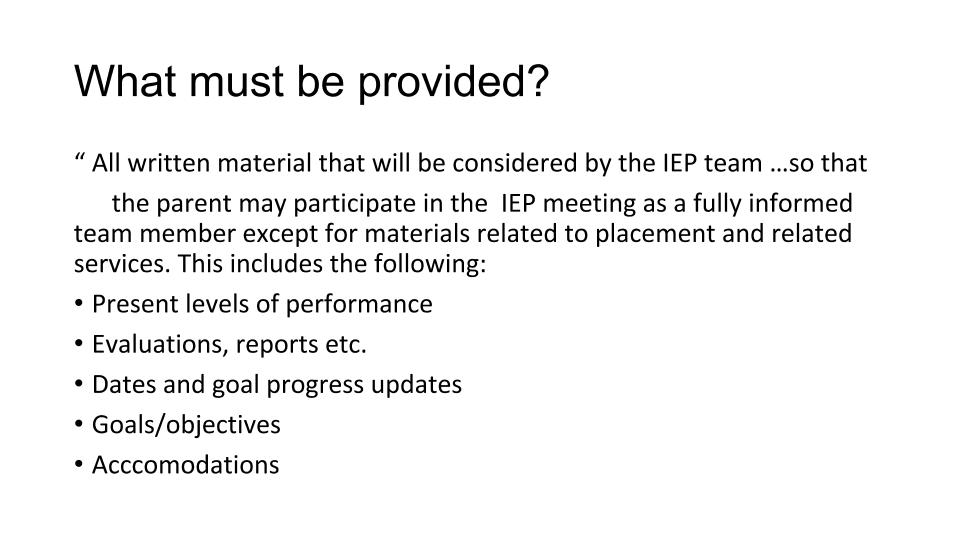 What must be provided?
“ All written material that will be considered by the IEP team …so that
the parent may participate in the  IEP meeting as a fully informed
team member except for materials related to placement and related
services. This includes the following:
• Present levels of performance
• Evaluations, reports etc.
• Dates and goal progress updates
• Goals/objectives
• Acccomodations